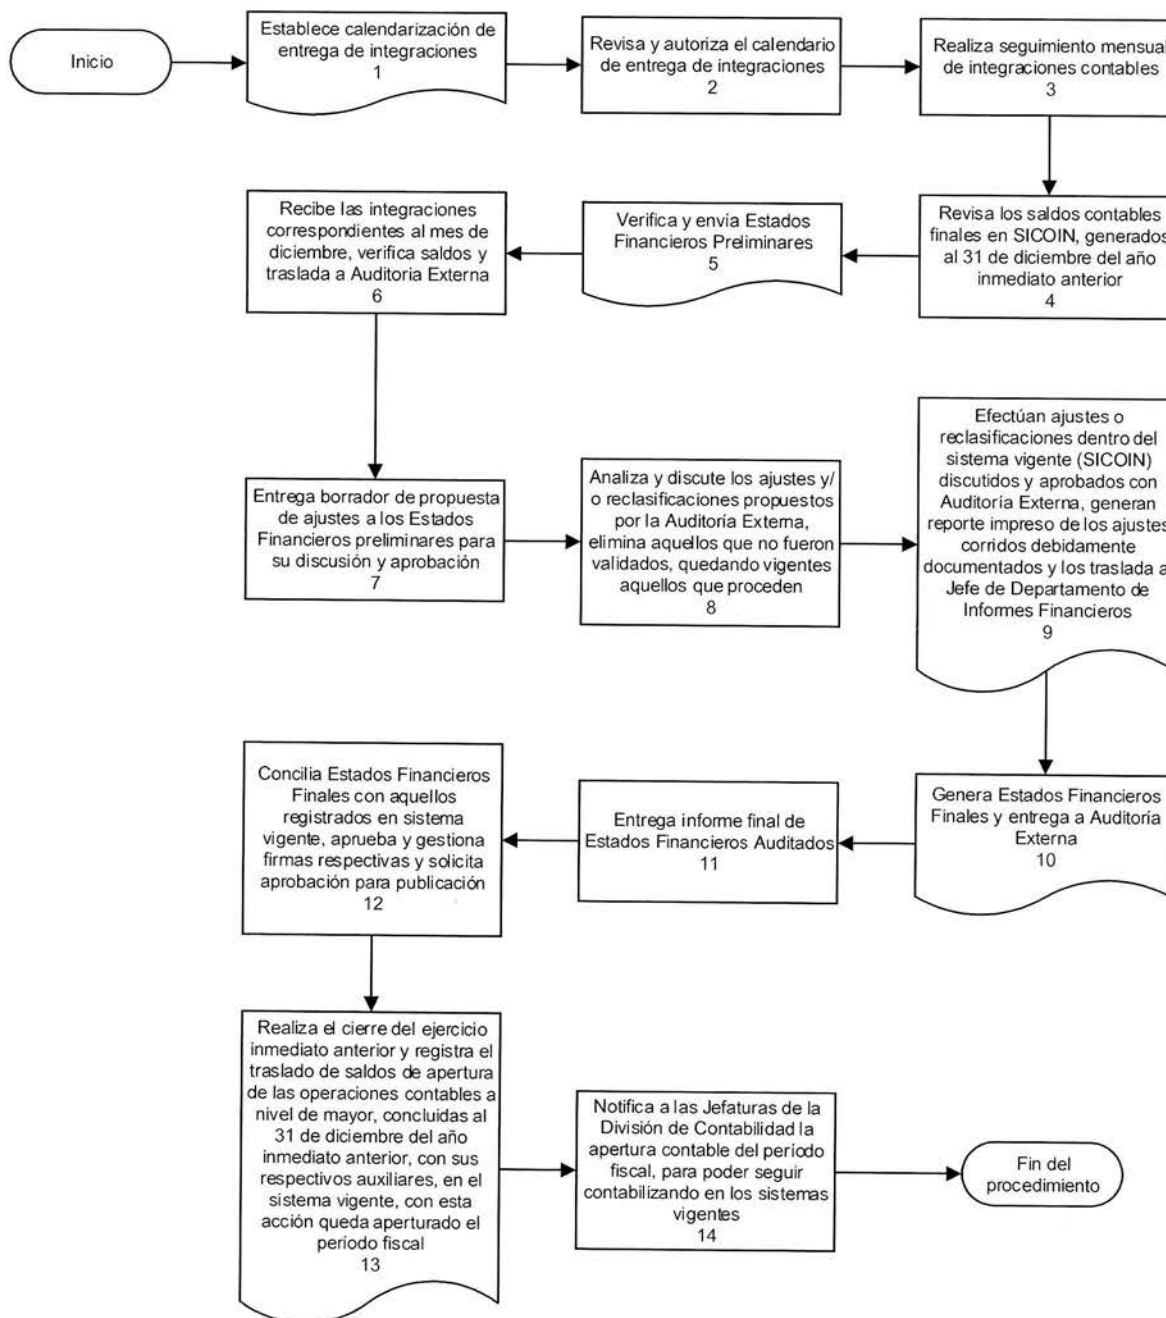 Inicio
Establece calendarización de
entrega de integraciones
1
Revisa y autoriza el calendario
de entrega de integraciones
2
Realiza seguimiento mensual
de integraciones contables
3
Recibe las integraciones
correspondientes al mes de
diciembre, verifica saldos y
traslada a Auditoria Externa
6
Verifica y envía Estados
Financieros Preliminares
5
Revisa los saldos contables
finales en SICOIN, generados
al 31 de diciembre del año
inmediato anterior
4
Entrega borrador de propuesta
de ajustes a los Estados
Financieros preliminares para
su discusión y aprobación
7
Analiza y discute los ajustes y/
o reclasificaciones propuestos
por la Auditoría Externa,
elimina aquellos que no fueron
validados, quedando vigentes
aquellos que proceden
8
Efectúan ajustes o
reclasificaciones dentro del
sistema vigente (SICOIN)
discutidos y aprobados con
Auditoría Externa, generan
reporte impreso de los ajustes
corridos debidamente
documentados y los traslada a
Jefe de Departamento de
Informes Financieros
9
Concilia Estados Financieros
Finales con aquellos
registrados en sistema
vigente, aprueba y gestiona
firmas respectivas y solicita
aprobación para publicación
12
Entrega informe final de
Estados Financieros Auditados
11
Genera Estados Financieros
Finales y entrega a Auditoría
Externa
10
Realiza el cierre del ejercicio
inmediato anterior y registra el
traslado de saldos de apertura
de las operaciones contables a
nivel de mayor, concluidas al
31 de diciembre del año
inmediato anterior, con sus
respectivos auxiliares, en el
sistema vigente, con esta
acción queda aperturado el
período fiscal
13
Notifica a las Jefaturas de la
División de Contabilidad la
apertura contable del período
fiscal, para poder seguir
contabilizando en los sistemas
vigentes
14
Fin del
procedimiento